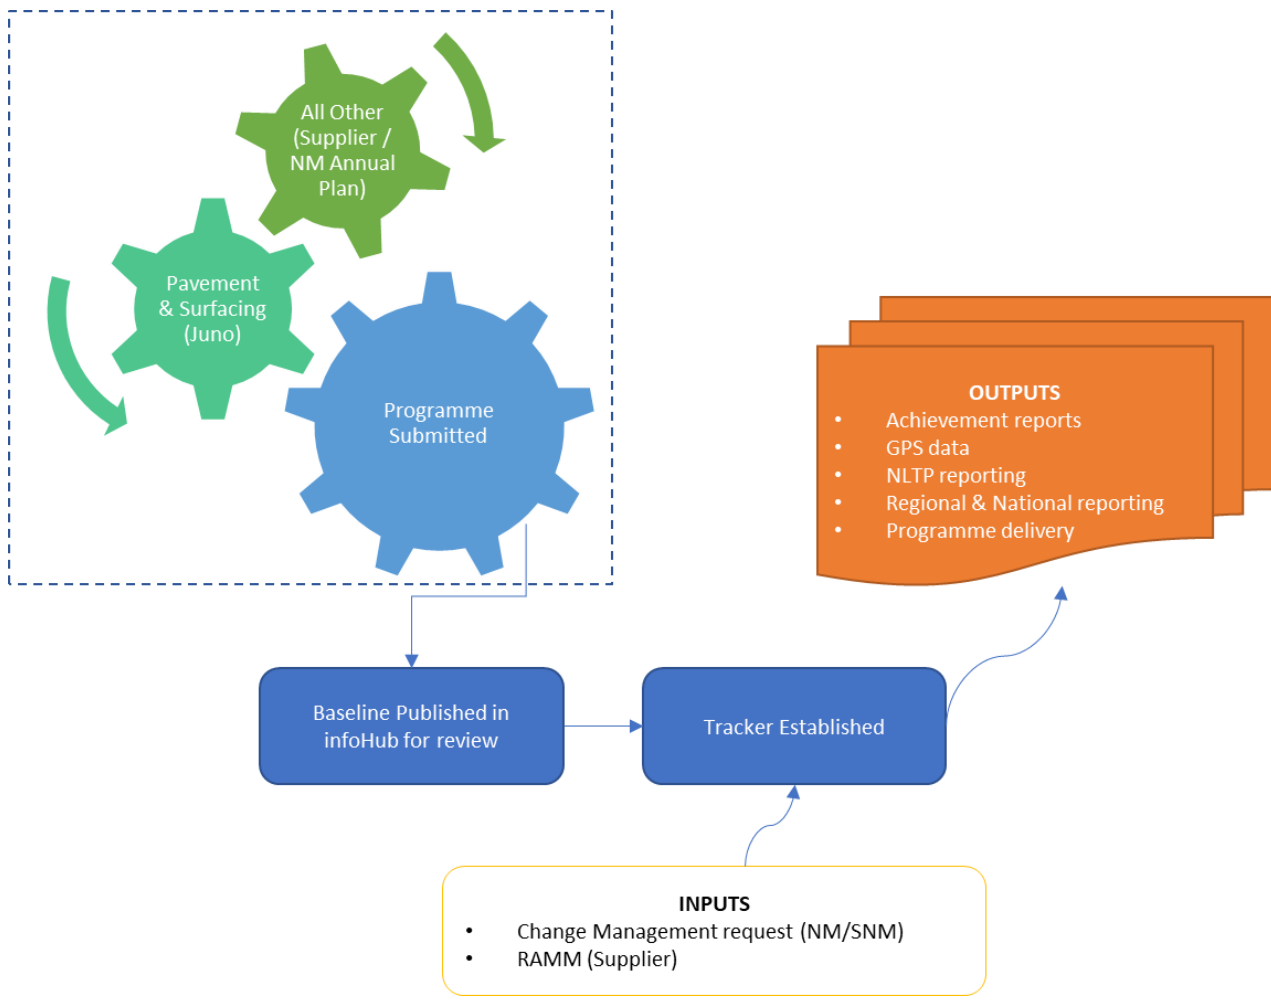 All Other
(Supplier /
NM Annual
Plan)
Pavement
& Surfacing
(Juno)
Programme
Submitted
OUTPUTS
• Achievement reports
• GPS data
• NLTP reporting
• Regional & National reporting
• Programme delivery
Baseline Published in
infoHub for review
Tracker Established
INPUTS
• Change Management request (NM/SNM)
• RAMM (Supplier)